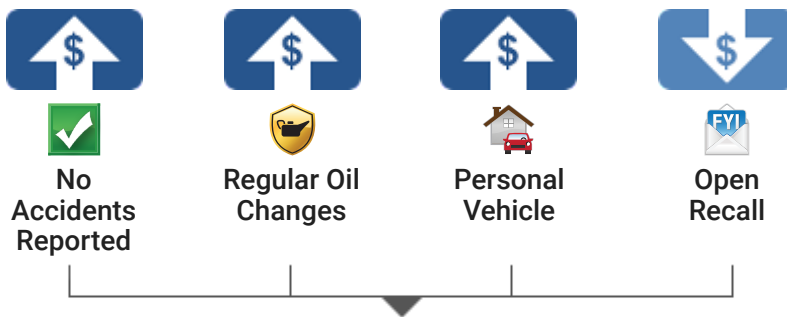 $ $ $ $
FYI
No Accidents Reported
Regular Oil Changes
Personal Vehicle
Open Recall